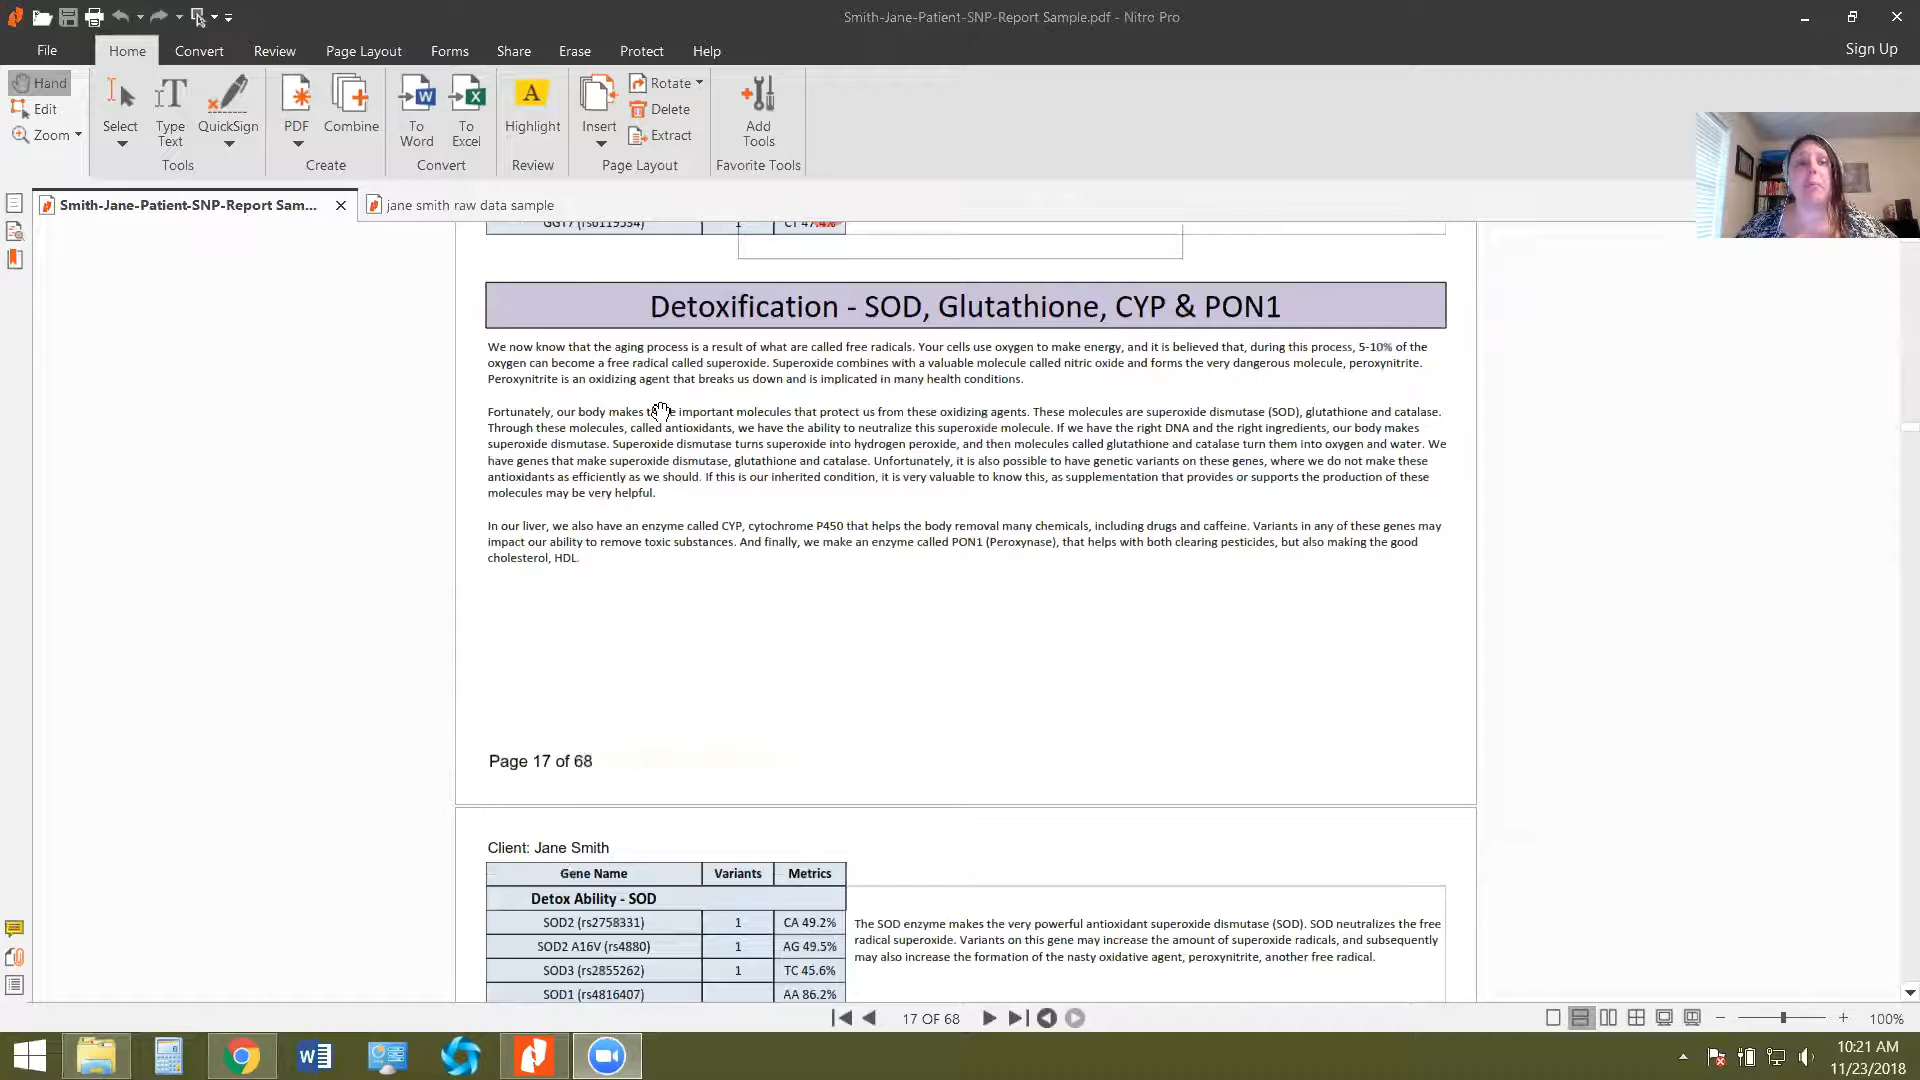 Smith-Jane-Patient-SNP-Report Sample.pdf - Nitro Pro
File
Home
Convert
Review
Page Layout
Forms
Share
Erase
Protect
Help
Sign Up
Hand
Edit
Zoom
Select
Type Text
QuickSign
Tools
PDF
Combine
Create
To Word
To Excel
Convert
Highlight
Review
Insert
Rotate
Delete
Extract
Page Layout
Add Tools
Favorite Tools
Smith-Jane-Patient-SNP-Report Sam...
jane smith raw data sample
GGT7 (rs6119534) 1 CT 47.4%
Detoxification - SOD, Glutathione, CYP & PON1
We now know that the aging process is a result of what are called free radicals. Your cells use oxygen to make energy, and it is believed that, during this process, 5-10% of the
oxygen can become a free radical called superoxide. Superoxide combines with a valuable molecule called nitric oxide and forms the very dangerous molecule, peroxynitrite.
Peroxynitrite is an oxidizing agent that breaks us down and is implicated in many health conditions.
Fortunately, our body makes important molecules that protect us from these oxidizing agents. These molecules are superoxide dismutase (SOD), glutathione and catalase.
Through these molecules, called antioxidants, we have the ability to neutralize this superoxide molecule. If we have the right DNA and the right ingredients, our body makes
superoxide dismutase. Superoxide dismutase turns superoxide into hydrogen peroxide, and then molecules called glutathione and catalase turn them into oxygen and water. We
have genes that make superoxide dismutase, glutathione and catalase. Unfortunately, it is also possible to have genetic variants on these genes, where we do not make these
antioxidants as efficiently as we should. If this is our inherited condition, it is very valuable to know this, as supplementation that provides or supports the production of these
molecules may be very helpful.
In our liver, we also have an enzyme called CYP, cytochrome P450 that helps the body removal many chemicals, including drugs and caffeine. Variants in any of these genes may
impact our ability to remove toxic substances. And finally, we make an enzyme called PON1 (Peroxynase), that helps with both clearing pesticides, but also making the good
cholesterol, HDL.
Page 17 of 68
Client: Jane Smith
Gene Name Variants Metrics
Detox Ability - SOD
SOD2 (rs2758331) 1 CA 49.2%
SOD2 A16V (rs4880) 1 AG 49.5%
SOD3 (rs2855262) 1 TC 45.6%
SOD1 (rs4816407) AA 86.2%
The SOD enzyme makes the very powerful antioxidant superoxide dismutase (SOD). SOD neutralizes the free
radical superoxide. Variants on this gene may increase the amount of superoxide radicals, and subsequently
may also increase the formation of the nasty oxidative agent, peroxynitrite, another free radical.
17 OF 68
100%
10:21 AM
11/23/2018